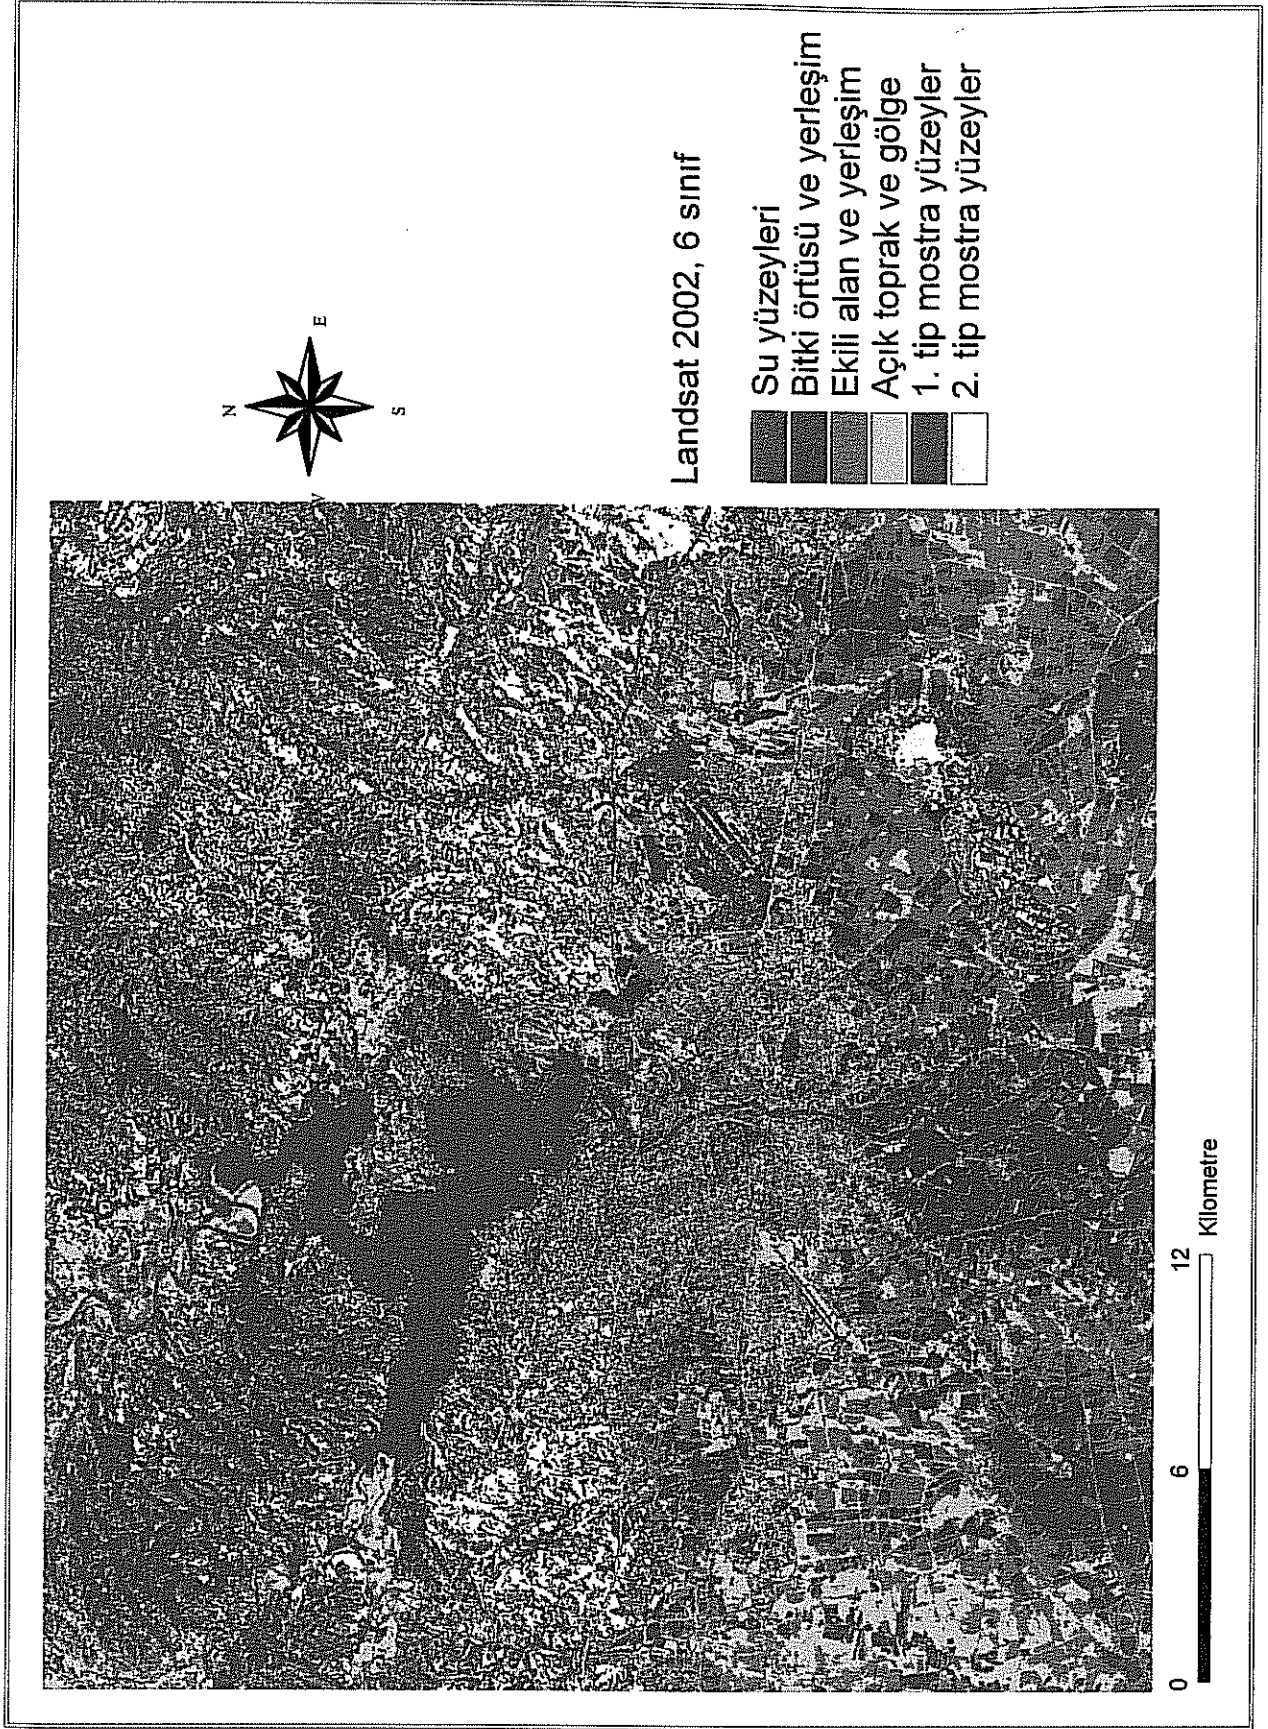 N
E
S
Landsat 2002, 6 sınıf
Su yüzeyleri
Bitki örtüsü ve yerleşim
Ekili alan ve yerleşim
Açık toprak ve gölge
1. tip mostra yüzeyler
2. tip mostra yüzeyler
0 6 12 Kilometre